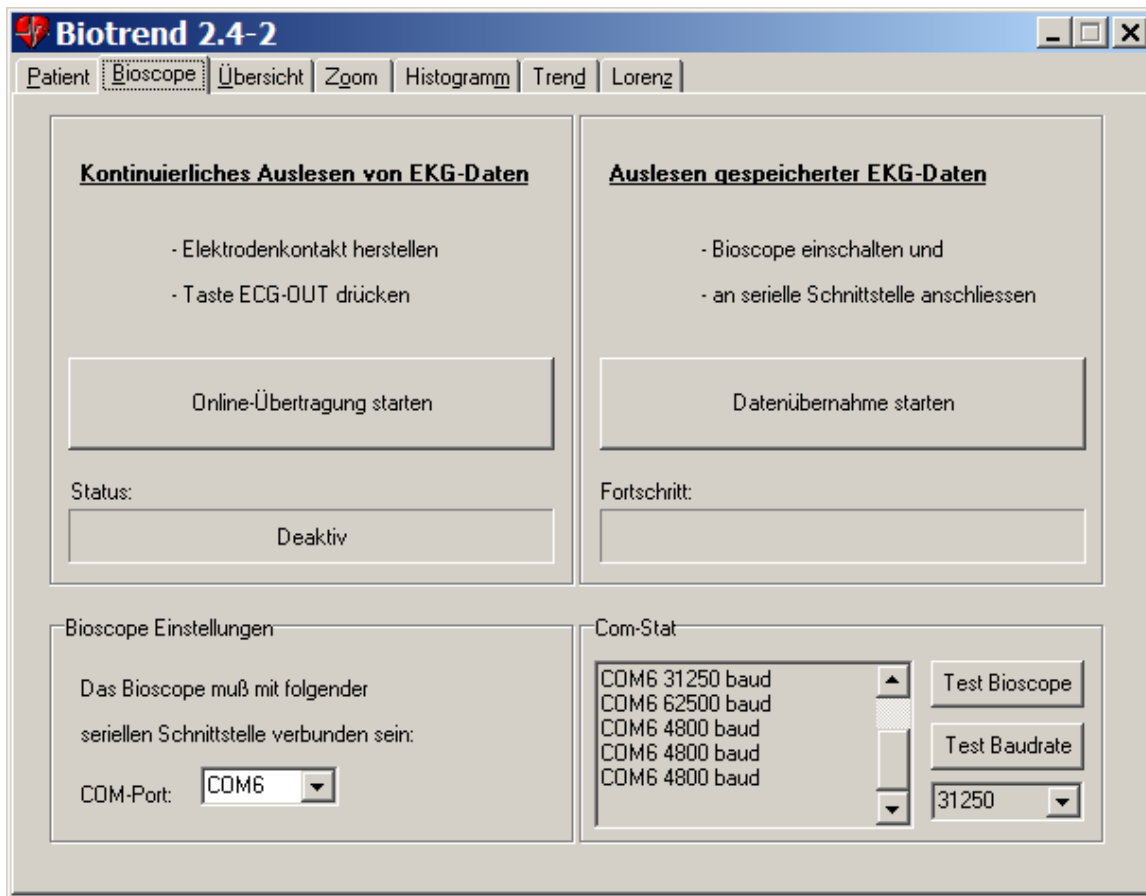 Biotrend 2.4-2
Patient Bioscope Übersicht Zoom Histogramm Trend Lorenz
Kontinuierliches Auslesen von EKG-Daten
- Elektrodenkontakt herstellen
- Taste ECG-OUT drücken
Online-Übertragung starten
Status:
Deaktiv
Auslesen gespeicherter EKG-Daten
- Bioscope einschalten und
- an serielle Schnittstelle anschliessen
Datenübernahme starten
Fortschritt:
Bioscope Einstellungen
Das Bioscope muß mit folgender
seriellen Schnittstelle verbunden sein:
COM-Port: COM6
Com-Stat
COM6 31250 baud
COM6 62500 baud
COM6 4800 baud
COM6 4800 baud
COM6 4800 baud
Test Bioscope
Test Baudrate
31250